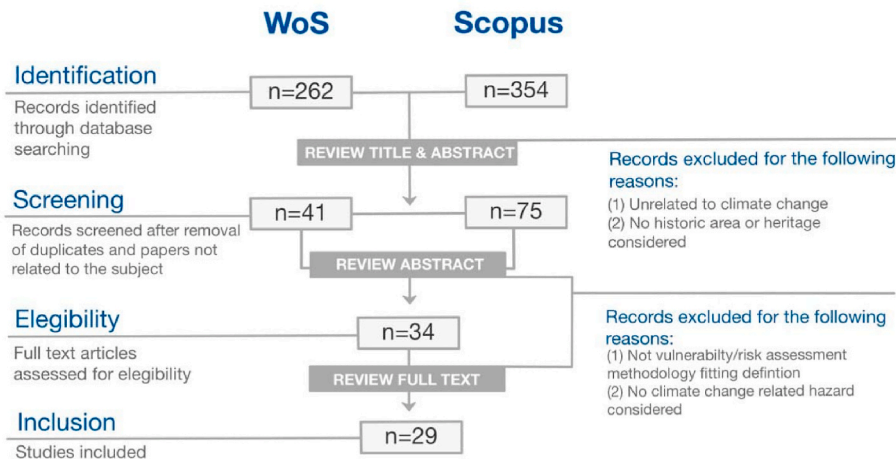 WoS
Scopus
Identification
n=262
n=354
Records identified
through database
searching
REVIEW TITLE & ABSTRACT
Records excluded for the following
reasons:
(1) Unrelated to climate change
(2) No historic area or heritage
considered
Screening
n=41
n=75
Records screened after removal
of duplicates and papers not
related to the subject
REVIEW ABSTRACT
Elegibility
n=34
Full text articles
assessed for elegibility
REVIEW FULL TEXT
Records excluded for the following
reasons:
(1) Not vulnerabilty/risk assessment
methodology fitting defintion
(2) No climate change related hazard
considered
Inclusion
n=29
Studies included